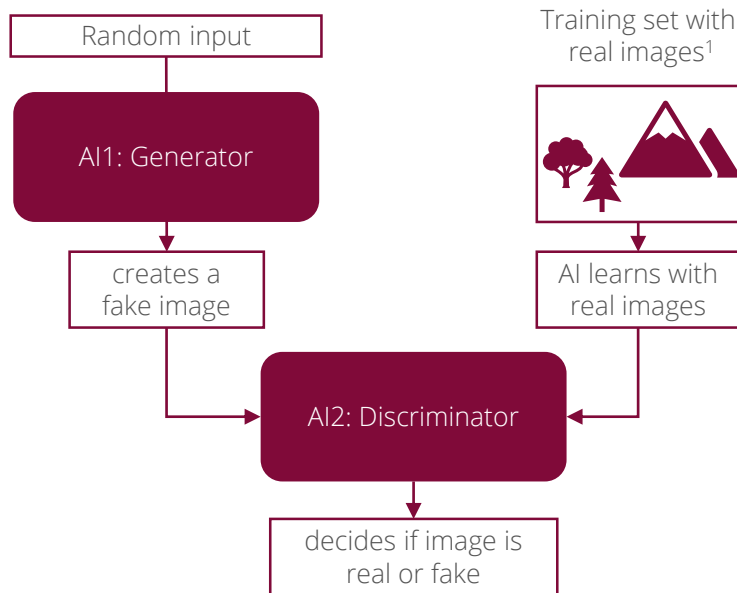 Random input
Training set with
real images¹
AI1: Generator
creates a
fake image
AI learns with
real images
AI2: Discriminator
decides if image is
real or fake